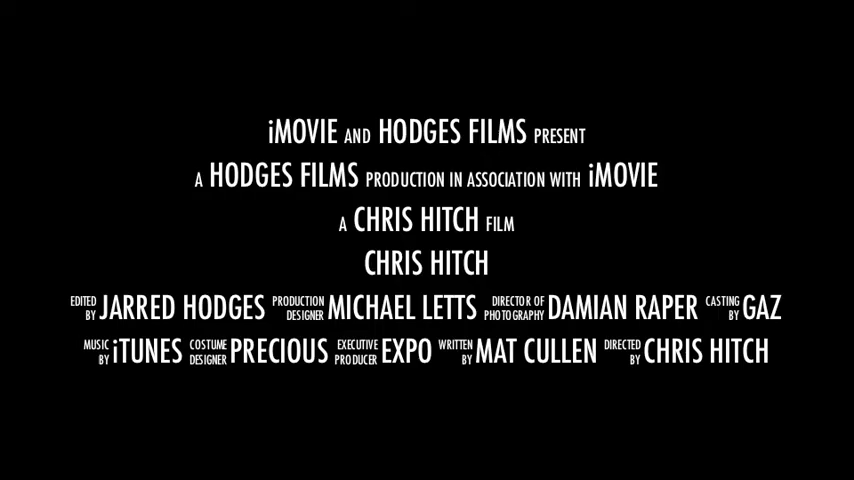 iMOVIE AND HODGES FILMS PRESENT
A HODGES FILMS PRODUCTION IN ASSOCIATION WITH iMOVIE
A CHRIS HITCH FILM
CHRIS HITCH
EDITED BY JARRED HODGES PRODUCTION DESIGNER MICHAEL LETTS DIRECTOR OF PHOTOGRAPHY DAMIAN RAPER CASTING BY GAZ
MUSIC BY iTUNES COSTUME DESIGNER PRECIOUS EXECUTIVE PRODUCER EXPO WRITTEN BY MAT CULLEN DIRECTED BY CHRIS HITCH